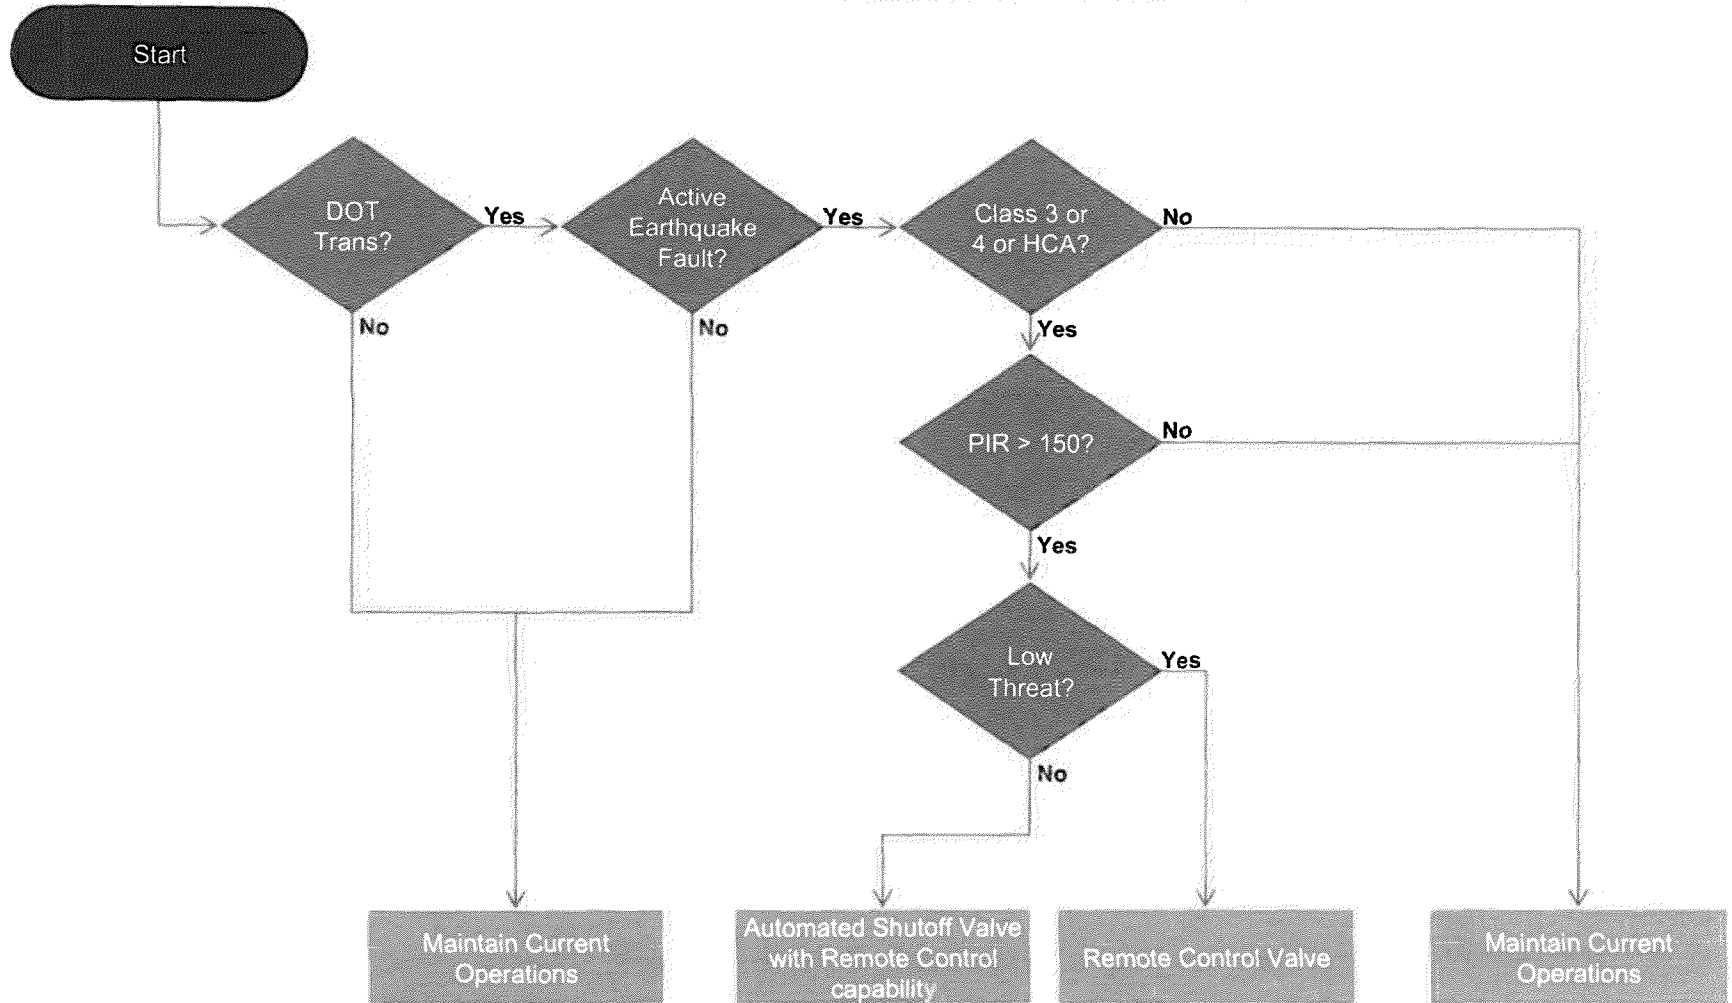 Start
DOT
Trans?
Yes
No
Active
Earthquake
Fault?
Yes
No
Class 3 or
4 or HCA?
No
Yes
PIR > 150?
No
Yes
Low
Threat?
Yes
No
Maintain Current
Operations
Automated Shutoff Valve
with Remote Control
capability
Remote Control Valve
Maintain Current
Operations